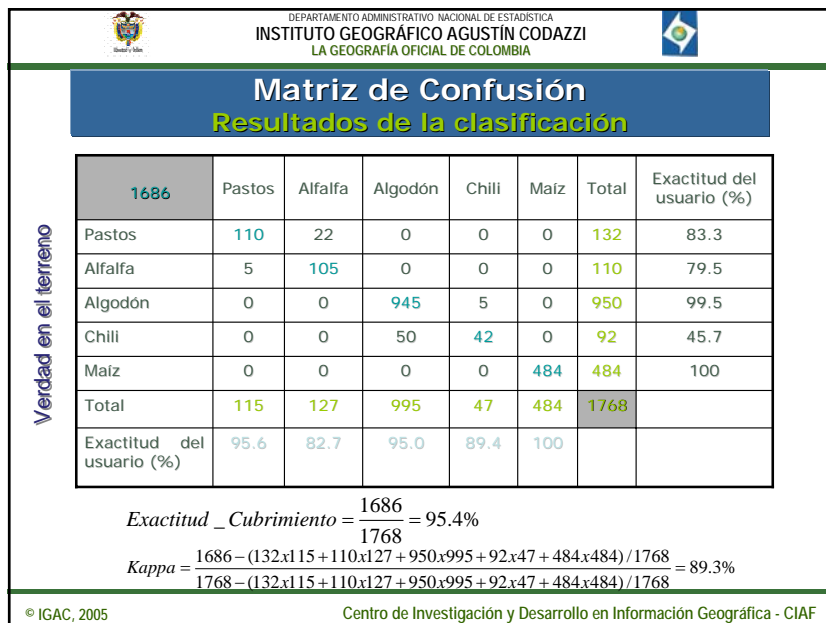 DEPARTAMENTO ADMINISTRATIVO NACIONAL DE ESTADÍSTICA
INSTITUTO GEOGRÁFICO AGUSTÍN CODAZZI
LA GEOGRAFÍA OFICIAL DE COLOMBIA
Matriz de Confusión
Resultados de la clasificación
Verdad en el terreno
1686 Pastos Alfalfa Algodón Chili Maíz Total Exactitud del usuario (%)
Pastos 110 22 0 0 0 132 83.3
Alfalfa 5 105 0 0 0 110 79.5
Algodón 0 0 945 5 0 950 99.5
Chili 0 0 50 42 0 92 45.7
Maíz 0 0 0 0 484 484 100
Total 115 127 995 47 484 1768
Exactitud del usuario (%) 95.6 82.7 95.0 89.4 100
Exactitud _ Cubrimiento = 1686 / 1768 = 95.4%
Kappa = 1686 − (132x115 + 110x127 + 950x995 + 92x47 + 484x484) / 1768
1768 − (132x115 + 110x127 + 950x995 + 92x47 + 484x484) / 1768 = 89.3%
© IGAC, 2005 Centro de Investigación y Desarrollo en Información Geográfica - CIAF